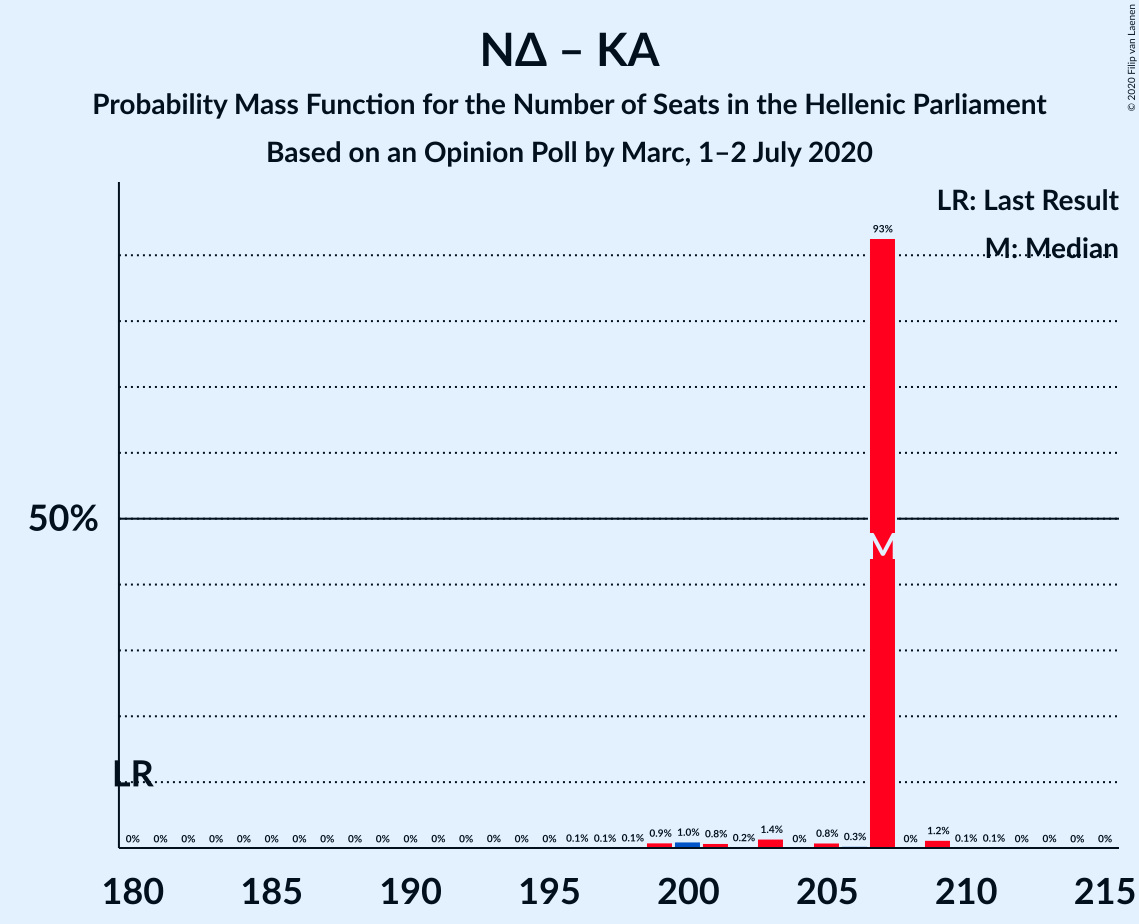 © 2020 Filip van Laenen
NΔ – KA
Probability Mass Function for the Number of Seats in the Hellenic Parliament
Based on an Opinion Poll by Marc, 1–2 July 2020
LR: Last Result
M: Median
93%
50%
M
LR
0% 0% 0% 0% 0% 0% 0% 0% 0% 0% 0% 0% 0% 0% 0% 0% 0.1% 0.1% 0.1% 0.9% 1.0% 0.8% 0.2% 1.4% 0% 0.8% 0.3% 0% 1.2% 0.1% 0.1% 0% 0% 0% 0%
180 185 190 195 200 205 210 215